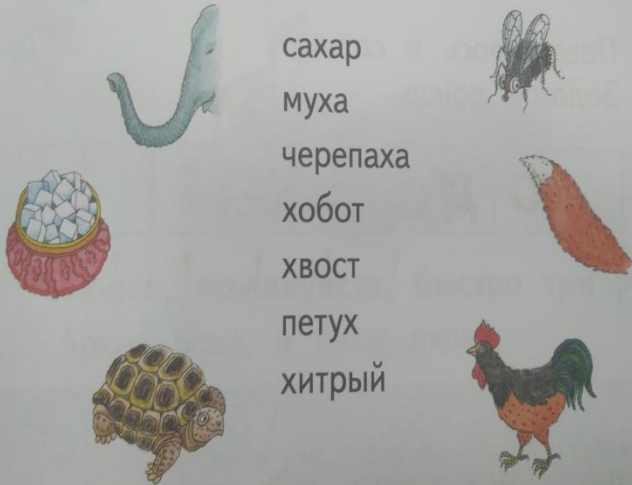 сахар
муха
черепаха
хобот
хвост
петух
хитрый